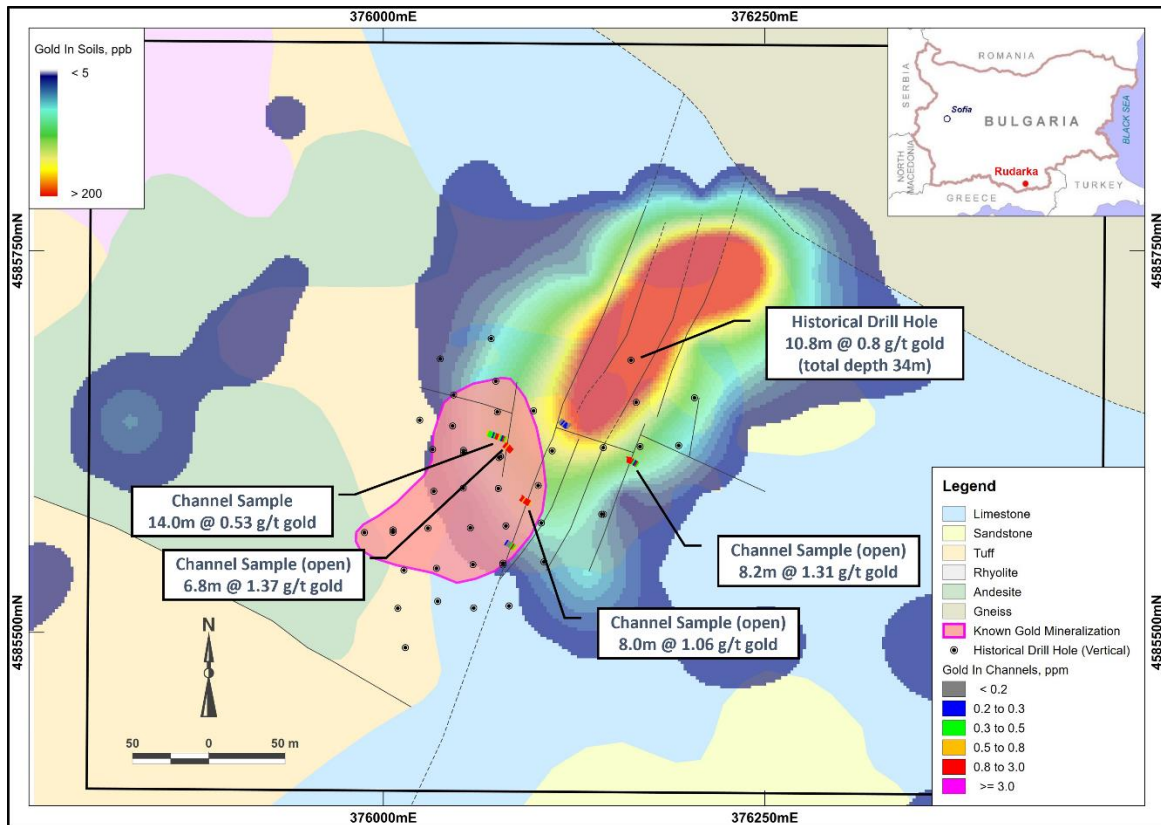 376000mE
376250mE
Gold In Soils, ppb
< 5
> 200
ROMANIA
SERBIA
Sofia
BULGARIA
BLACK SEA
NORTH
MACEDONIA
Rudarka
GREECE
TURKEY
4585750mN
4585750mN
Historical Drill Hole
10.8m @ 0.8 g/t gold
(total depth 34m)
Channel Sample
14.0m @ 0.53 g/t gold
Channel Sample (open)
6.8m @ 1.37 g/t gold
Channel Sample (open)
8.2m @ 1.31 g/t gold
Channel Sample (open)
8.0m @ 1.06 g/t gold
4585500mN
4585500mN
N
50 0 50 m
Legend
Limestone
Sandstone
Tuff
Rhyolite
Andesite
Gneiss
Known Gold Mineralization
Historical Drill Hole (Vertical)
Gold In Channels, ppm
< 0.2
0.2 to 0.3
0.3 to 0.5
0.5 to 0.8
0.8 to 3.0
>= 3.0
376000mE
376250mE